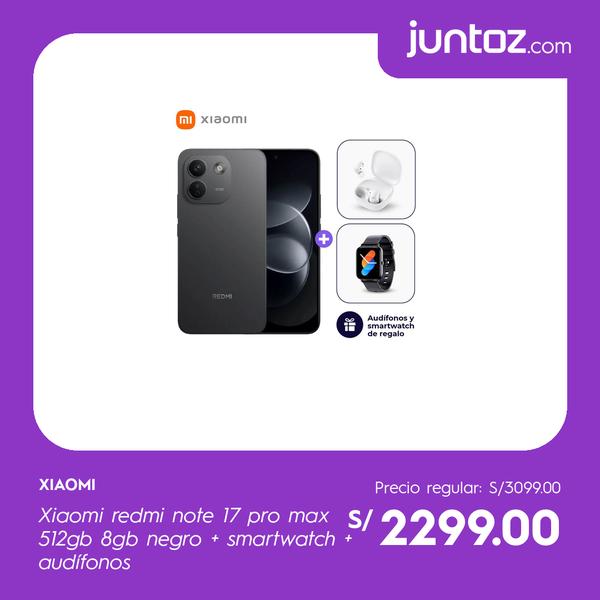 juntoz.com
mi xiaomi
REDMI
Audífonos y
smartwatch
de regalo
XIAOMI
Precio regular: S/3099.00
Xiaomi redmi note 17 pro max
512gb 8gb negro + smartwatch +
audífonos
S/ 2299.00